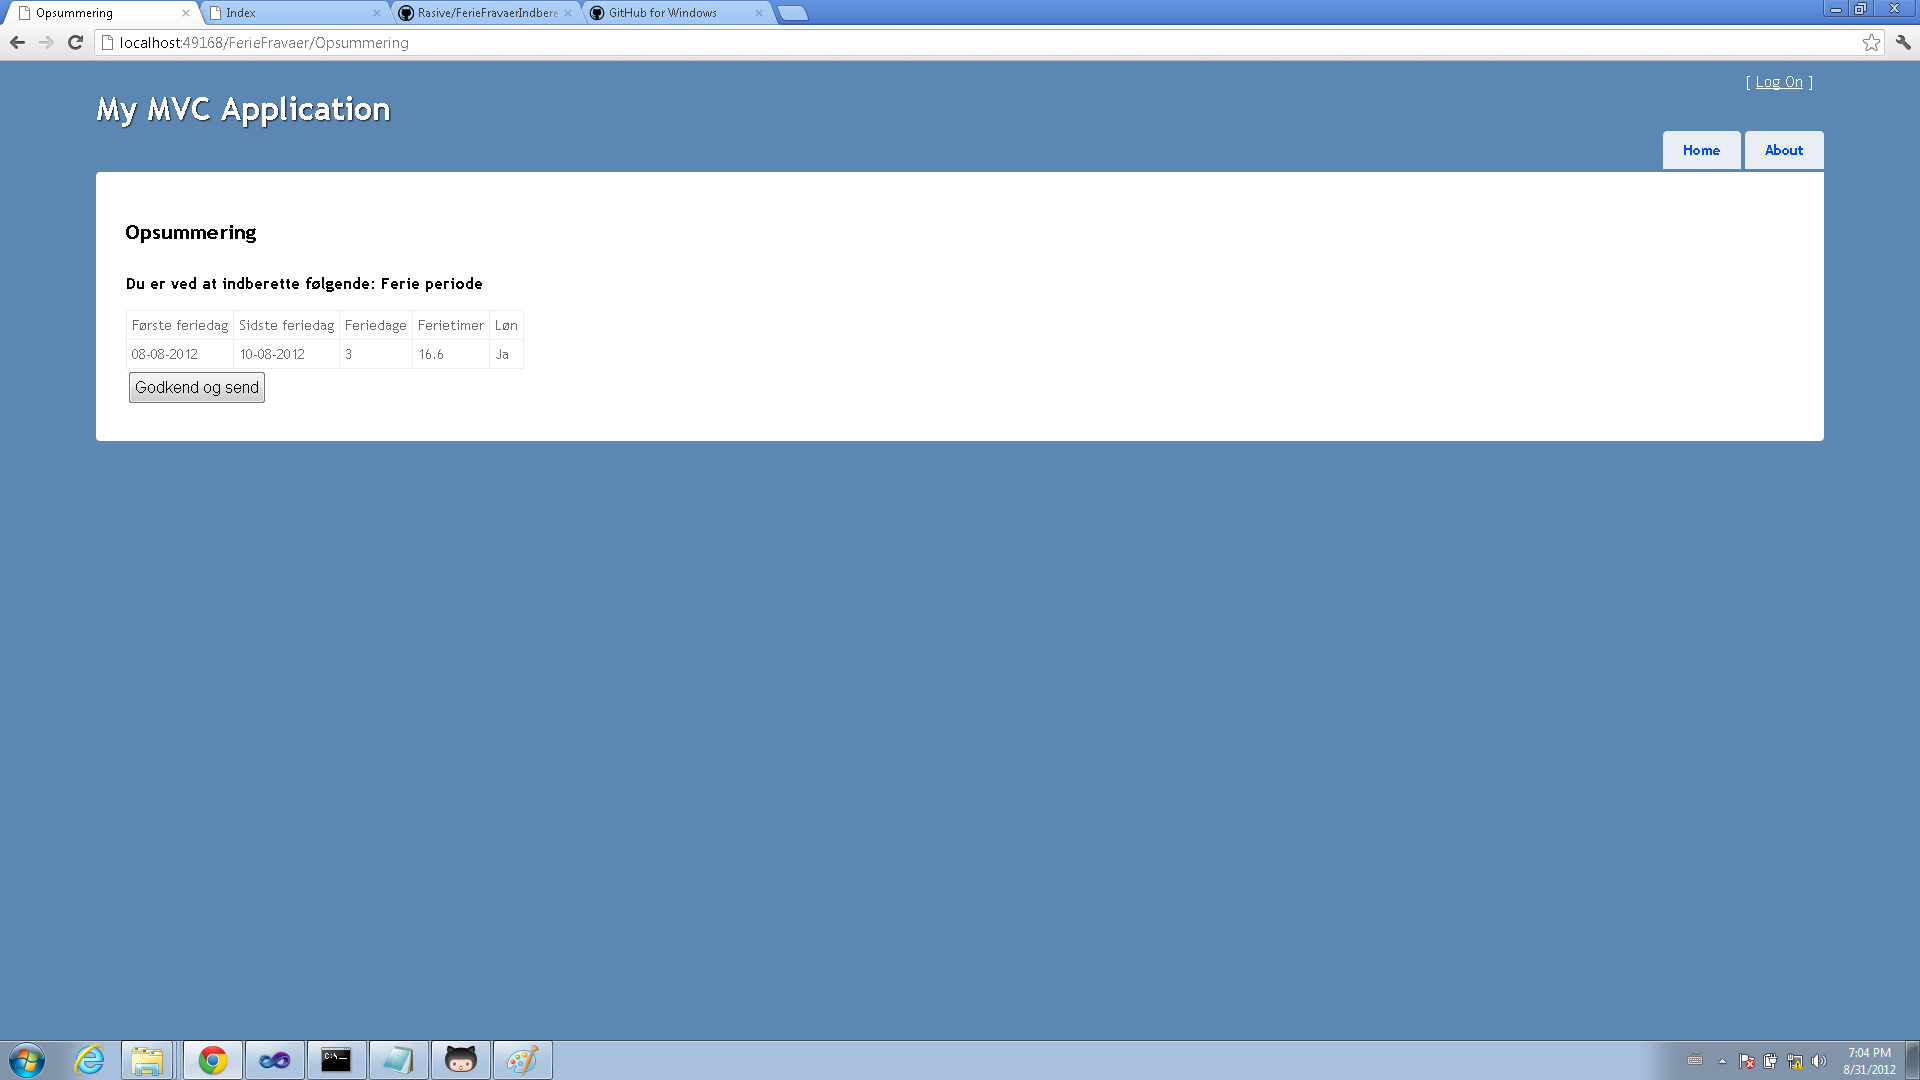 Opsummering
Index
Rasive/FerieFravaerIndbere
GitHub for Windows
localhost:49168/FerieFravaer/Opsummering
[ Log On ]
My MVC Application
Home
About
Opsummering
Du er ved at indberette følgende: Ferie periode
Første feriedag Sidste feriedag Feriedage Ferietimer Løn
08-08-2012 10-08-2012 3 16.6 Ja
Godkend og send
C:\._
7:04 PM
8/31/2012